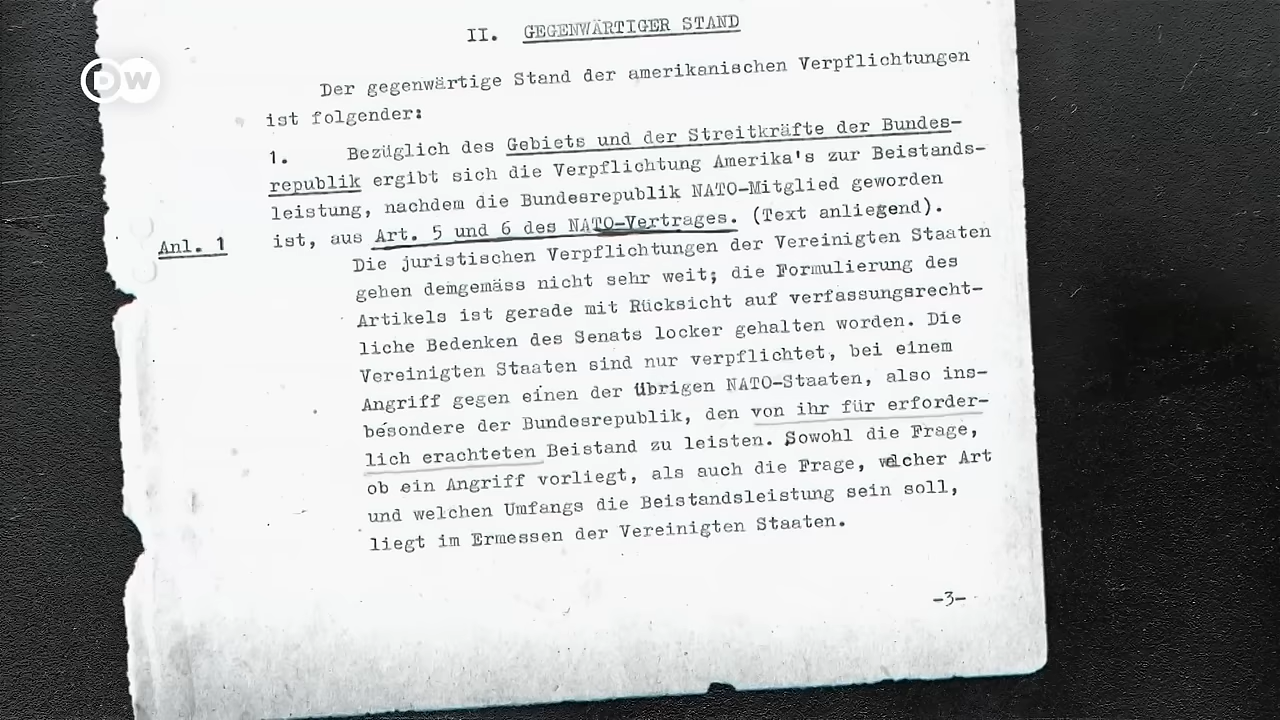 DW
II. GEGENWÄRTIGER STAND
Der gegenwärtige Stand der amerikanischen Verpflichtungen
ist folgender:
1. Bezüglich des Gebiets und der Streitkräfte der Bundes-
republik ergibt sich die Verpflichtung Amerika's zur Beistands-
leistung, nachdem die Bundesrepublik NATO-Mitglied geworden
Anl. 1 ist, aus Art. 5 und 6 des NATO-Vertrages. (Text anliegend).
Die juristischen Verpflichtungen der Vereinigten Staaten
gehen demgemäss nicht sehr weit; die Formulierung des
Artikels ist gerade mit Rücksicht auf verfassungsrecht-
liche Bedenken des Senats locker gehalten worden. Die
Vereinigten Staaten sind nur verpflichtet, bei einem
Angriff gegen einen der übrigen NATO-Staaten, also ins-
besondere der Bundesrepublik, den von ihr für erforder-
lich erachteten Beistand zu leisten. Sowohl die Frage,
ob ein Angriff vorliegt, als auch die Frage, welcher Art
und welchen Umfangs die Beistandsleistung sein soll,
liegt im Ermessen der Vereinigten Staaten.
-3-